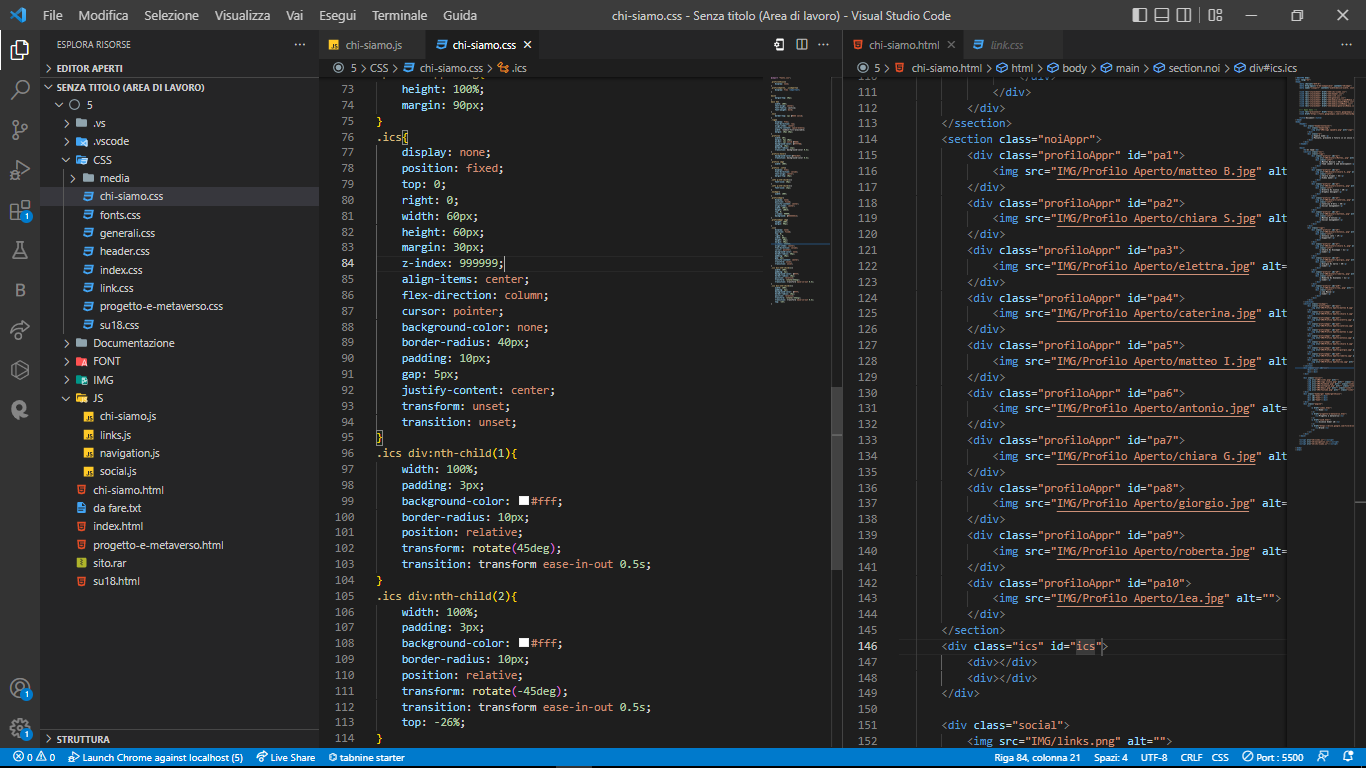 File Modifica Selezione Visualizza Vai Esegui Terminale Guida
chi-siamo.css - Senza titolo (Area di lavoro) - Visual Studio Code
ESPLORA RISORSE
EDITOR APERTI
SENZA TITOLO (AREA DI LAVORO)
5
.vs
.vscode
CSS
media
chi-siamo.css
fonts.css
generali.css
header.css
index.css
link.css
progetto-e-metaverso.css
su18.css
Documentazione
FONT
IMG
JS
chi-siamo.js
links.js
navigation.js
social.js
chi-siamo.html
da fare.txt
index.html
progetto-e-metaverso.html
sito.rar
su18.html
STRUTTURA
chi-siamo.js chi-siamo.css
5 > CSS > chi-siamo.css > .ics
73 height: 100%;
74 margin: 90px;
75 }
76 .ics{
77 display: none;
78 position: fixed;
79 top: 0;
80 right: 0;
81 width: 60px;
82 height: 60px;
83 margin: 30px;
84 z-index: 999999;
85 align-items: center;
86 flex-direction: column;
87 cursor: pointer;
88 background-color: none;
89 border-radius: 40px;
90 padding: 10px;
91 gap: 5px;
92 justify-content: center;
93 transform: unset;
94 transition: unset;
95 }
96 .ics div:nth-child(1){
97 width: 100%;
98 padding: 3px;
99 background-color: #fff;
100 border-radius: 10px;
101 position: relative;
102 transform: rotate(45deg);
103 transition: transform ease-in-out 0.5s;
104 }
105 .ics div:nth-child(2){
106 width: 100%;
107 padding: 3px;
108 background-color: #fff;
109 border-radius: 10px;
110 position: relative;
111 transform: rotate(-45deg);
112 transition: transform ease-in-out 0.5s;
113 top: -26%;
114 }
chi-siamo.html link.css
5 > chi-siamo.html > html > body > main > section.noi > div#ics.ics
111 </div>
112 </div>
113 </ssection>
114 <section class="noiAppr">
115 <div class="profiloAppr" id="pa1">
116 <img src="IMG/Profilo Aperto/matteo B.jpg" alt
117 </div>
118 <div class="profiloAppr" id="pa2">
119 <img src="IMG/Profilo Aperto/chiara S.jpg" alt
120 </div>
121 <div class="profiloAppr" id="pa3">
122 <img src="IMG/Profilo Aperto/elettra.jpg" alt=
123 </div>
124 <div class="profiloAppr" id="pa4">
125 <img src="IMG/Profilo Aperto/caterina.jpg" alt
126 </div>
127 <div class="profiloAppr" id="pa5">
128 <img src="IMG/Profilo Aperto/matteo I.jpg" alt
129 </div>
130 <div class="profiloAppr" id="pa6">
131 <img src="IMG/Profilo Aperto/antonio.jpg" alt=
132 </div>
133 <div class="profiloAppr" id="pa7">
134 <img src="IMG/Profilo Aperto/chiara G.jpg" alt
135 </div>
136 <div class="profiloAppr" id="pa8">
137 <img src="IMG/Profilo Aperto/giorgio.jpg" alt=
138 </div>
139 <div class="profiloAppr" id="pa9">
140 <img src="IMG/Profilo Aperto/roberta.jpg" alt=
141 </div>
142 <div class="profiloAppr" id="pa10">
143 <img src="IMG/Profilo Aperto/lea.jpg" alt="">
144 </div>
145 </section>
146 <div class="ics" id="ics">
147 <div></div>
148 <div></div>
149 </div>
150
151 <div class="social">
152 <img src="IMG/links.png" alt="">
0 0 Launch Chrome against localhost (5) Live Share tabnine starter Riga 84, colonna 21 Spazi: 4 UTF-8 CRLF CSS Port : 5500